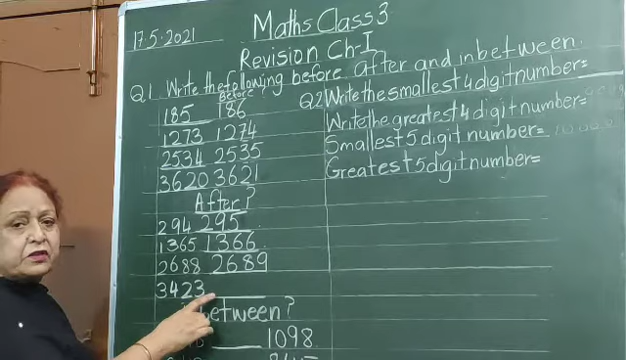 17.5.2021
Maths Class 3
Revision Ch-I
Q1 Write the following before after and inbetween.
Before
185 186
1273 1274
2534 2535
3620 3621
After?
294 295
1365 1366
2688 2689
3423
between?
1098
Q2 Write the smallest 4 digit number=
Write the greatest 4 digit number=
Smallest 5 digit number=
Greatest 5 digit number=